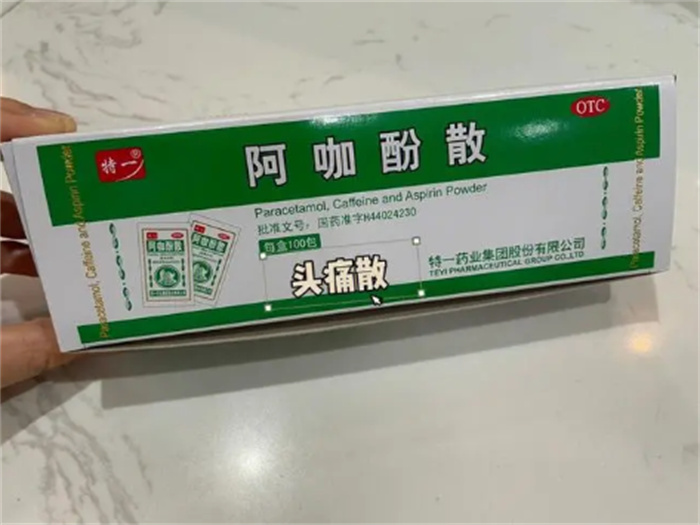 OTC
特一®
阿咖酚散
Paracetamol, Caffeine and Aspirin Powder
批准文号：国药准字H44024230
每盒100包
头痛散
特一药业集团股份有限公司
TEYI PHARMACEUTICAL GROUP CO.,LTD
阿咖酚散
阿咖酚散
Paracetamol, Caffeine and Aspirin Powder
Paracetamol, Caffeine and Aspirin Powder